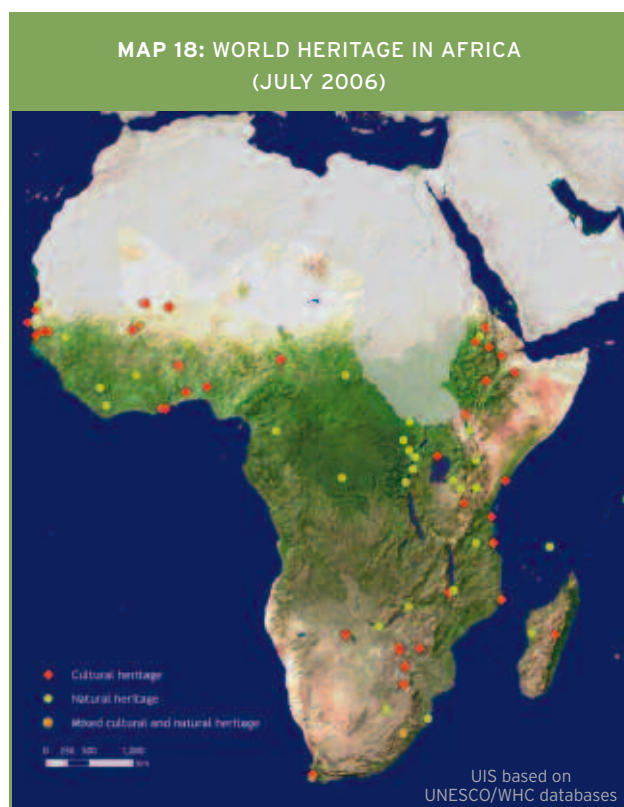 MAP 18: WORLD HERITAGE IN AFRICA
(JULY 2006)
Cultural heritage
Natural heritage
Mixed cultural and natural heritage
0 250 500 1,000
km
UIS based on
UNESCO/WHC databases